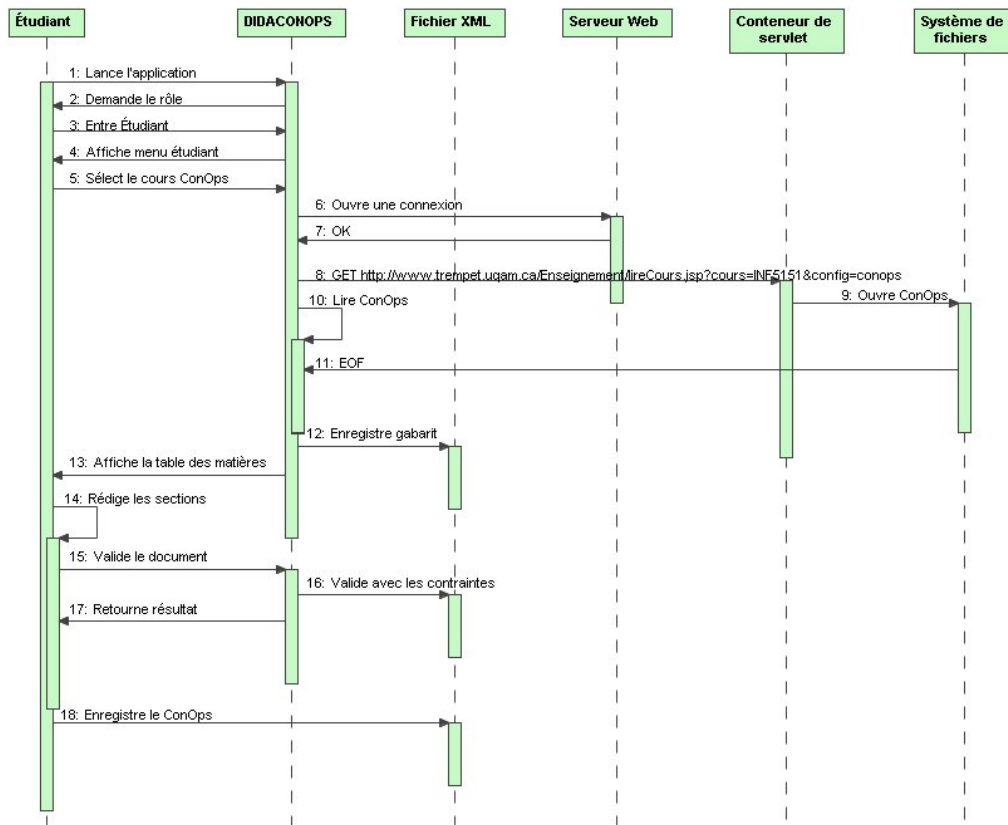 Étudiant
DIDACONOPS
Fichier XML
Serveur Web
Conteneur de
servlet
Système de
fichiers
1: Lance l'application
2: Demande le rôle
3: Entre Étudiant
4: Affiche menu étudiant
5: Sélect le cours ConOps
6: Ouvre une connexion
7: OK
8: GET http://www.trempet.uqam.ca/Enseignement/lireCours.jsp?cours=INF5151&config=conops
9: Ouvre ConOps
10: Lire ConOps
11: EOF
12: Enregistre gabarit
13: Affiche la table des matières
14: Rédige les sections
15: Valide le document
16: Valide avec les contraintes
17: Retourne résultat
18: Enregistre le ConOps